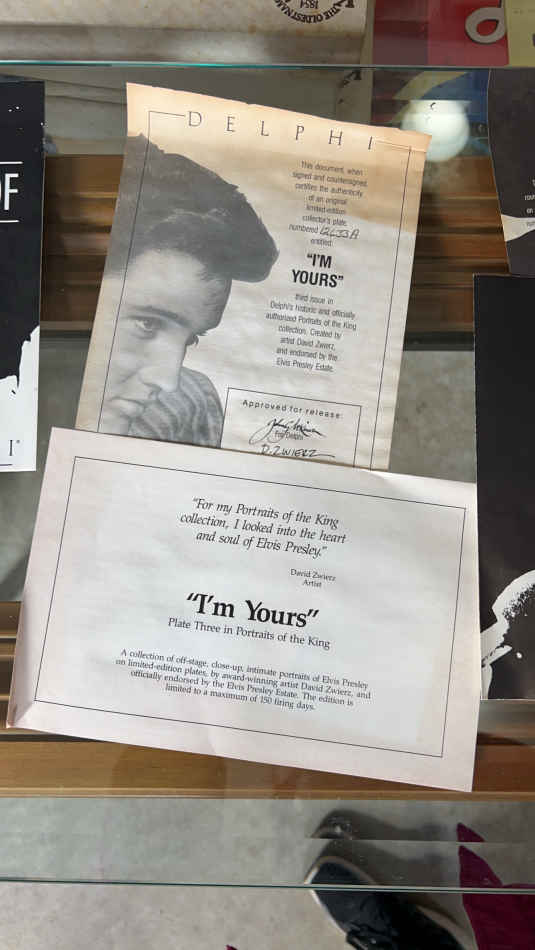 THE OLDEST
1854
OF
DELPHI
This document, when
signed and countersigned,
certifies the authenticity
of an original
limited-edition
collector's plate,
numbered 12433A
entitled:
"I'M
YOURS"
third issue in
Delphi's historic and officially
authorized Portraits of the King
collection. Created by
artist David Zwierz,
and endorsed by the
Elvis Presley Estate.
Approved for release:
For Delphi
D. ZWIERZ
I®
"For my Portraits of the King
collection, I looked into the heart
and soul of Elvis Presley."
David Zwierz
Artist
"I'm Yours"
Plate Three in Portraits of the King
A collection of off-stage, close-up, intimate portraits of Elvis Presley
on limited-edition plates, by award-winning artist David Zwierz, and
officially endorsed by the Elvis Presley Estate. The edition is
limited to a maximum of 150 firing days.